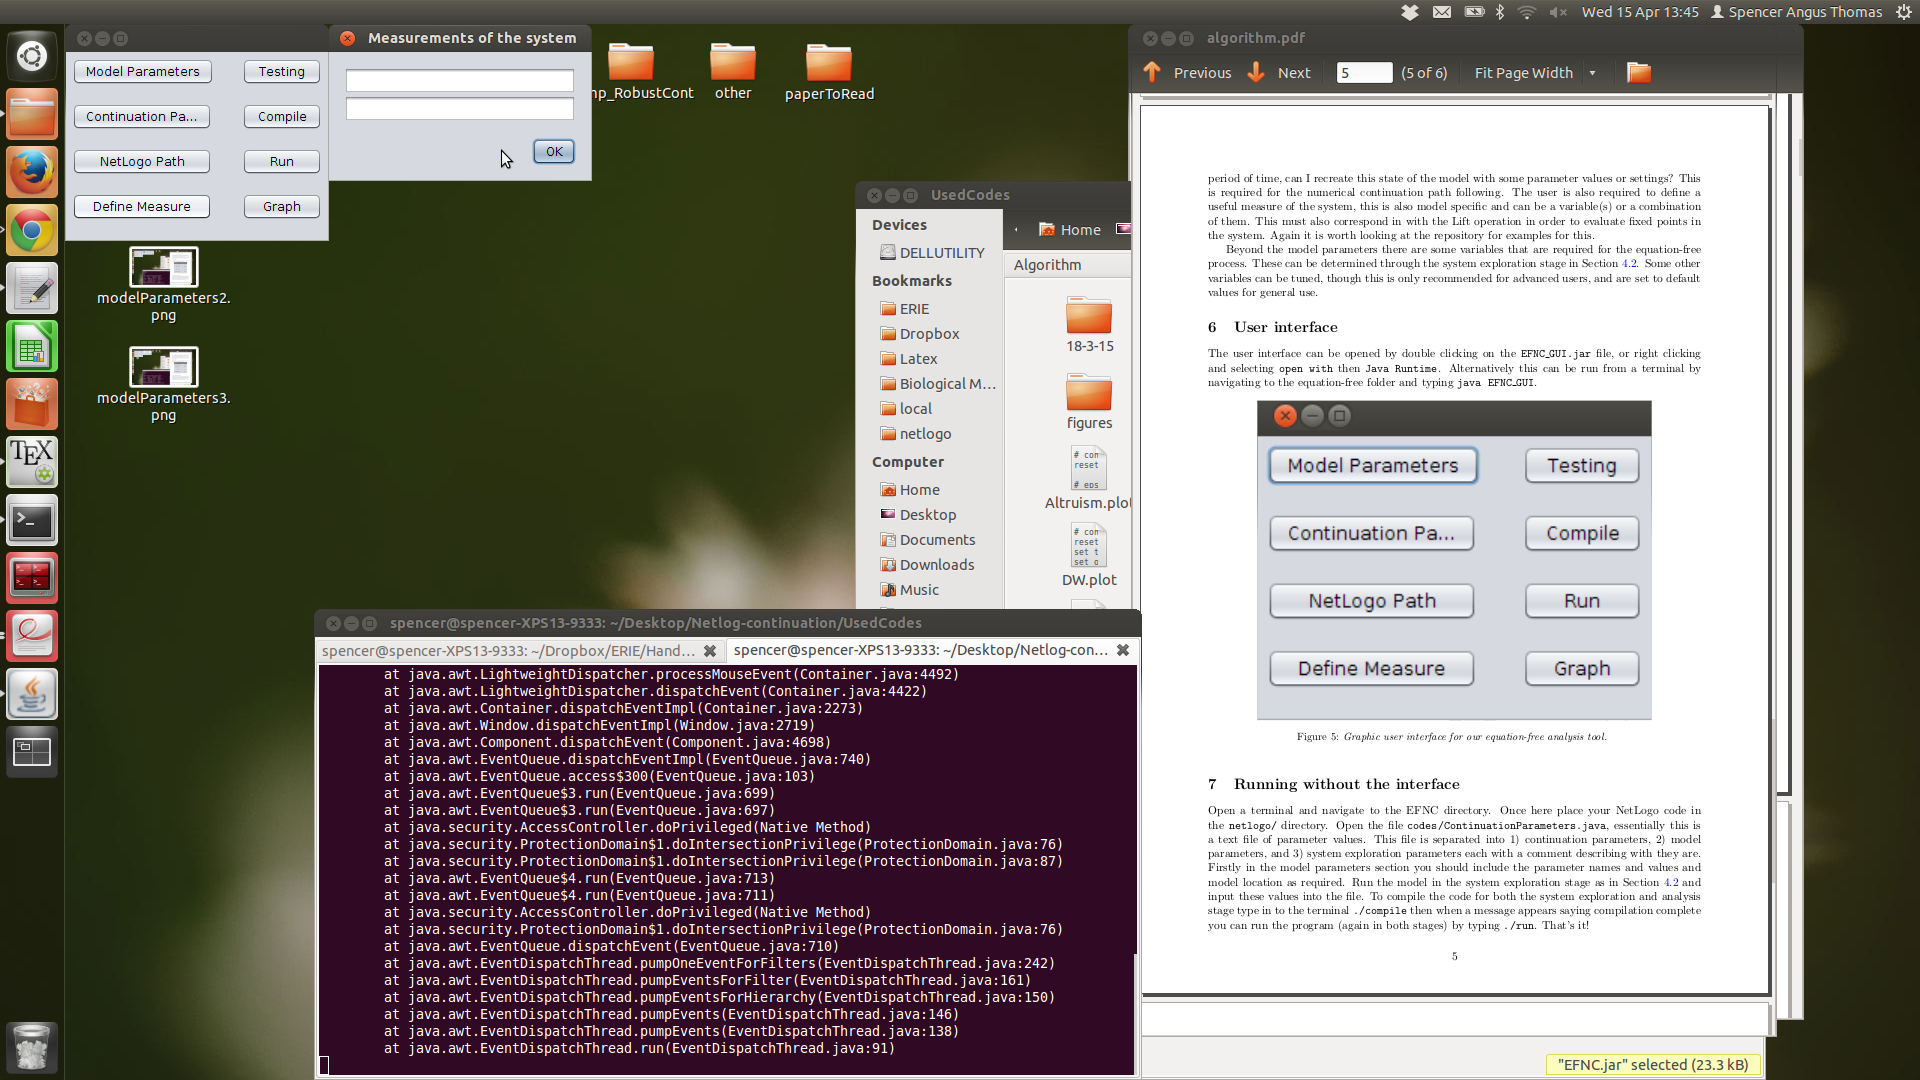 Wed 15 Apr 13:45
Spencer Angus Thomas
Model Parameters
Testing
Continuation Pa...
Compile
NetLogo Path
Run
Define Measure
Graph
Measurements of the system
OK
mp_RobustCont
other
paperToRead
modelParameters2.
png
modelParameters3.
png
UsedCodes
Devices
DELLUTILITY
Bookmarks
ERIE
Dropbox
Latex
Biological M...
local
netlogo
Computer
Home
Desktop
Documents
Downloads
Music
Home
Algorithm
18-3-15
figures
# con
reset
# eps
Altruism.plot
# con
reset
set t
set o
DW.plot
spencer@spencer-XPS13-9333: ~/Desktop/Netlog-continuation/UsedCodes
spencer@spencer-XPS13-9333: ~/Dropbox/ERIE/Hand...
spencer@spencer-XPS13-9333: ~/Desktop/Netlog-con...
at java.awt.LightweightDispatcher.processMouseEvent(Container.java:4492)
at java.awt.LightweightDispatcher.dispatchEvent(Container.java:4422)
at java.awt.Container.dispatchEventImpl(Container.java:2273)
at java.awt.Window.dispatchEventImpl(Window.java:2719)
at java.awt.Component.dispatchEvent(Component.java:4698)
at java.awt.EventQueue.dispatchEventImpl(EventQueue.java:740)
at java.awt.EventQueue.access$300(EventQueue.java:103)
at java.awt.EventQueue$3.run(EventQueue.java:699)
at java.awt.EventQueue$3.run(EventQueue.java:697)
at java.security.AccessController.doPrivileged(Native Method)
at java.security.ProtectionDomain$1.doIntersectionPrivilege(ProtectionDomain.java:76)
at java.security.ProtectionDomain$1.doIntersectionPrivilege(ProtectionDomain.java:87)
at java.awt.EventQueue$4.run(EventQueue.java:713)
at java.awt.EventQueue$4.run(EventQueue.java:711)
at java.security.AccessController.doPrivileged(Native Method)
at java.security.ProtectionDomain$1.doIntersectionPrivilege(ProtectionDomain.java:76)
at java.awt.EventQueue.dispatchEvent(EventQueue.java:710)
at java.awt.EventDispatchThread.pumpOneEventForFilters(EventDispatchThread.java:242)
at java.awt.EventDispatchThread.pumpEventsForFilter(EventDispatchThread.java:161)
at java.awt.EventDispatchThread.pumpEventsForHierarchy(EventDispatchThread.java:150)
at java.awt.EventDispatchThread.pumpEvents(EventDispatchThread.java:146)
at java.awt.EventDispatchThread.pumpEvents(EventDispatchThread.java:138)
at java.awt.EventDispatchThread.run(EventDispatchThread.java:91)
algorithm.pdf
Previous
Next
5
(5 of 6)
Fit Page Width
period of time, can I recreate this state of the model with some parameter values or settings? This
is required for the numerical continuation path following. The user is also required to define a
useful measure of the system, this is also model specific and can be a variable(s) or a combination
of them. This must also correspond in with the Lift operation in order to evaluate fixed points in
the system. Again it is worth looking at the repository for examples for this.
Beyond the model parameters there are some variables that are required for the equation-free
process. These can be determined through the system exploration stage in Section 4.2. Some other
variables can be tuned, though this is only recommended for advanced users, and are set to default
values for general use.
6 User interface
The user interface can be opened by double clicking on the EFNC_GUI.jar file, or right clicking
and selecting open with then Java Runtime. Alternatively this can be run from a terminal by
navigating to the equation-free folder and typing java EFNC_GUI.
Model Parameters
Testing
Continuation Pa...
Compile
NetLogo Path
Run
Define Measure
Graph
Figure 5: Graphic user interface for our equation-free analysis tool.
7 Running without the interface
Open a terminal and navigate to the EFNC directory. Once here place your NetLogo code in
the netlogo/ directory. Open the file codes/ContinuationParameters.java, essentially this is
a text file of parameter values. This file is separated into 1) continuation parameters, 2) model
parameters, and 3) system exploration parameters each with a comment describing with they are.
Firstly in the model parameters section you should include the parameter names and values and
model location as required. Run the model in the system exploration stage as in Section 4.2 and
input these values into the file. To compile the code for both the system exploration and analysis
stage type in to the terminal ./compile then when a message appears saying compilation complete
you can run the program (again in both stages) by typing ./run. That's it!
5
"EFNC.jar" selected (23.3 kB)
TEX